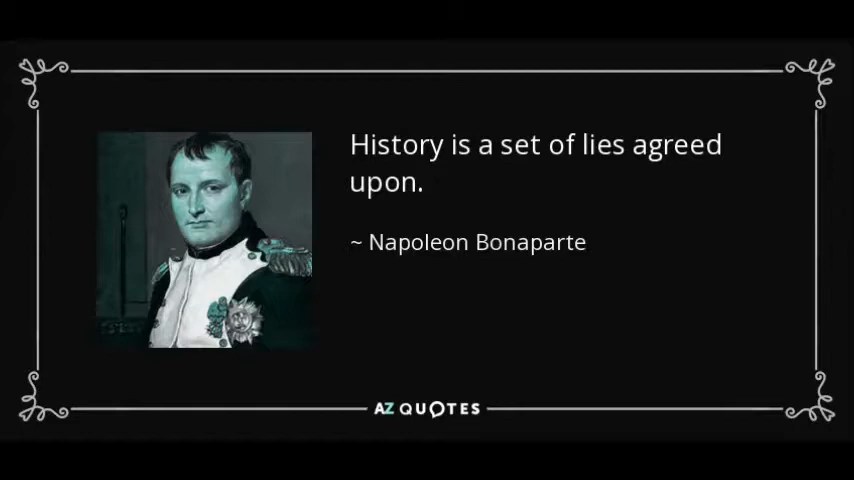 History is a set of lies agreed
upon.
~ Napoleon Bonaparte
AZ QUOTES